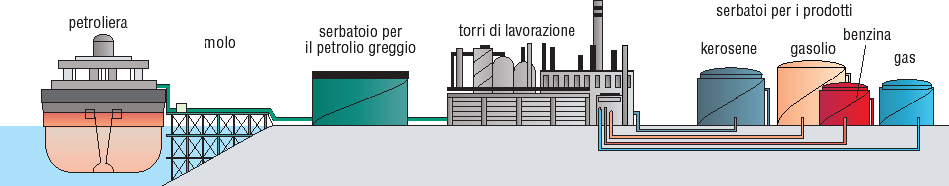 petroliera
molo
serbatoio per
il petrolio greggio
torri di lavorazione
serbatoi per i prodotti
kerosene
gasolio
benzina
gas